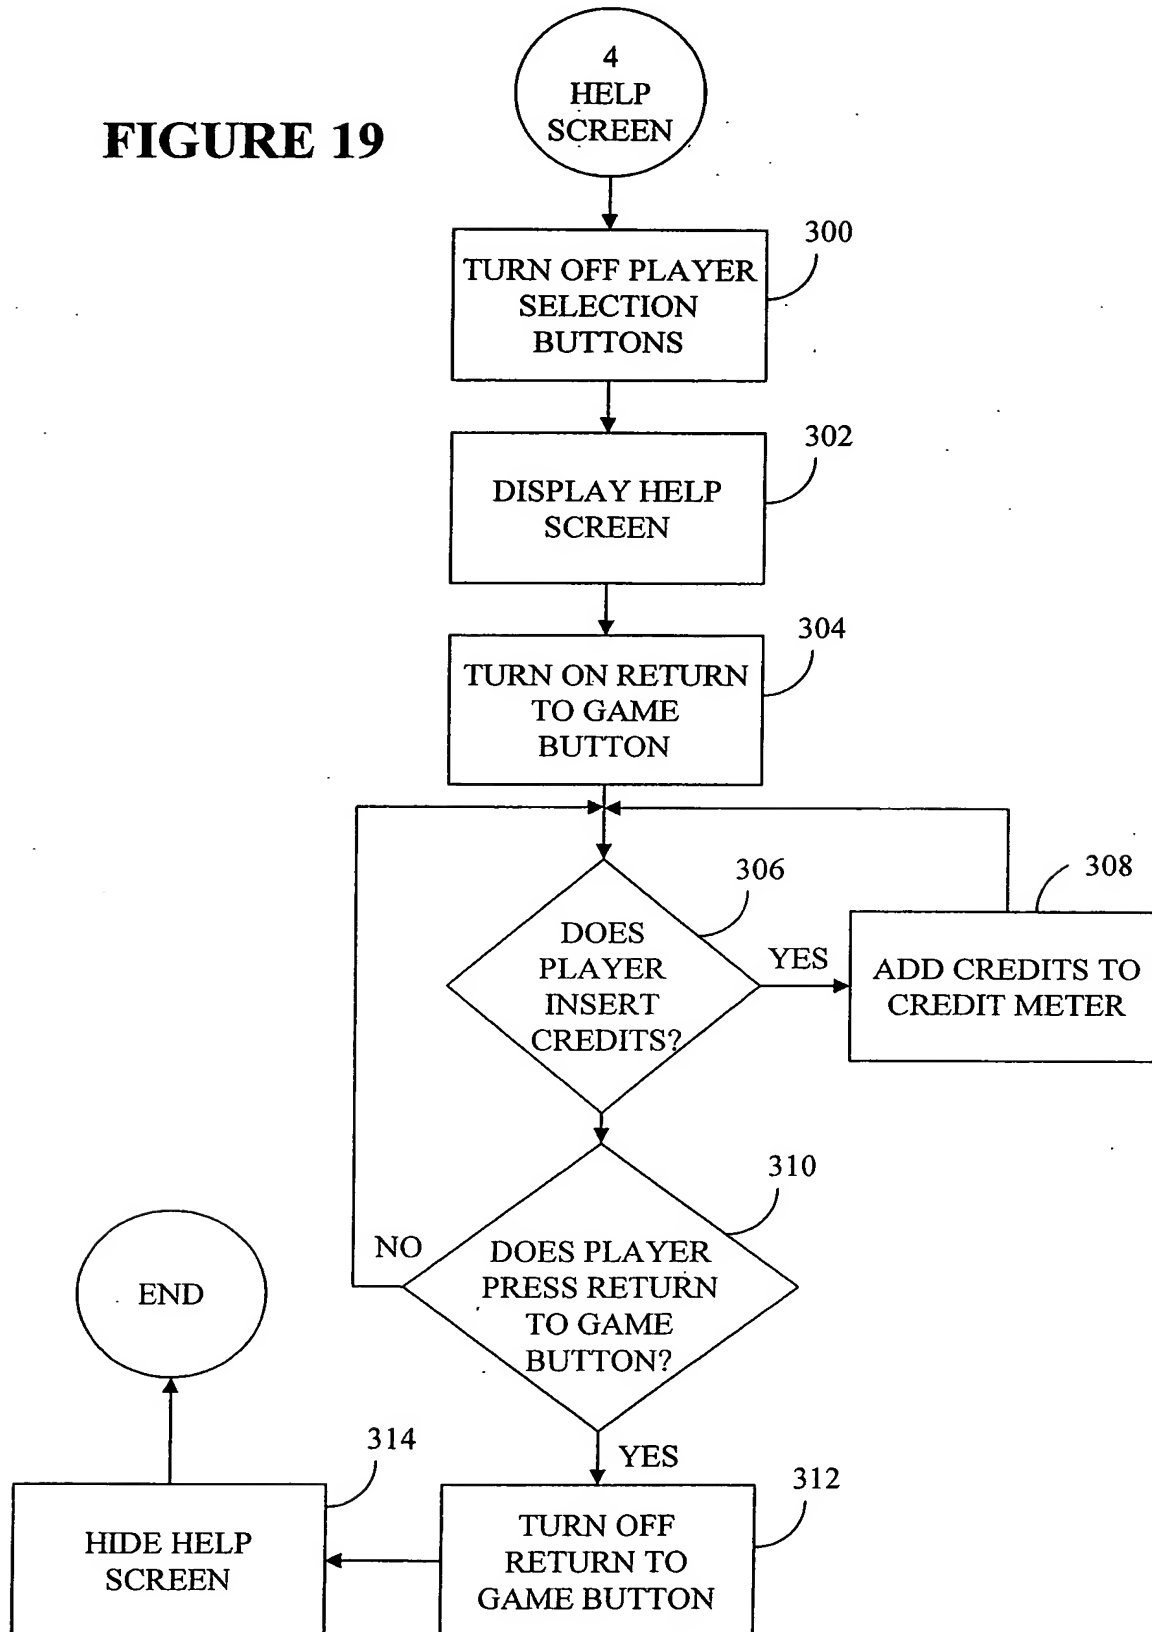 FIGURE 19
4
HELP
SCREEN
300
TURN OFF PLAYER
SELECTION
BUTTONS
302
DISPLAY HELP
SCREEN
304
TURN ON RETURN
TO GAME
BUTTON
306
DOES
PLAYER
INSERT
CREDITS?
YES
308
ADD CREDITS TO
CREDIT METER
310
NO
DOES PLAYER
PRESS RETURN
TO GAME
BUTTON?
YES
END
314
HIDE HELP
SCREEN
312
TURN OFF
RETURN TO
GAME BUTTON